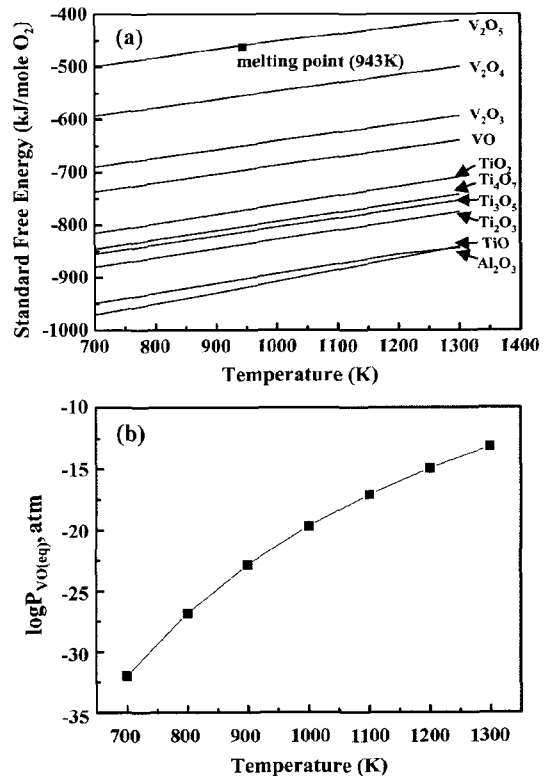 (a)
Standard Free Energy (kJ/mole O₂)
-400
-500
-600
-700
-800
-900
-1000
melting point (943K)
V₂O₅
V₂O₄
V₂O₃
VO
TiO₂
Ti₄O₇
Ti₃O₅
Ti₂O₃
TiO
Al₂O₃
700 800 900 1000 1100 1200 1300 1400
Temperature (K)
(b)
logP_VO(eq), atm
-10
-15
-20
-25
-30
-35
700 800 900 1000 1100 1200 1300
Temperature (K)